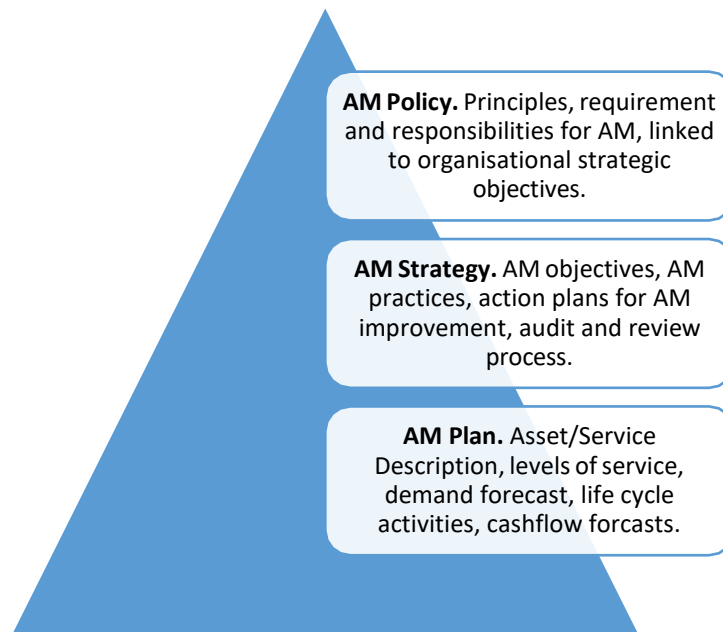 AM Policy. Principles, requirement
and responsibilities for AM, linked
to organisational strategic
objectives.
AM Strategy. AM objectives, AM
practices, action plans for AM
improvement, audit and review
process.
AM Plan. Asset/Service
Description, levels of service,
demand forecast, life cycle
activities, cashflow forcasts.